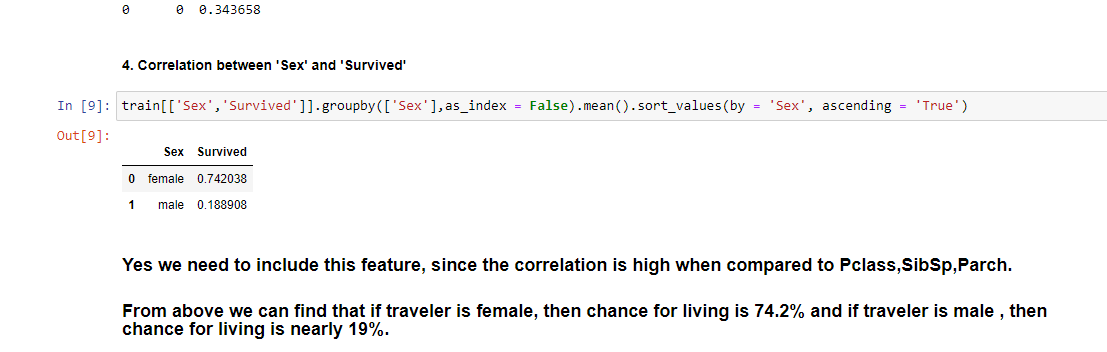 0 0 0.343658
4. Correlation between 'Sex' and 'Survived'
In [9]: train[['Sex','Survived']].groupby(['Sex'],as_index = False).mean().sort_values(by = 'Sex', ascending = 'True')
Out[9]:
Sex Survived
0 female 0.742038
1 male 0.188908
Yes we need to include this feature, since the correlation is high when compared to Pclass,SibSp,Parch.
From above we can find that if traveler is female, then chance for living is 74.2% and if traveler is male , then
chance for living is nearly 19%.